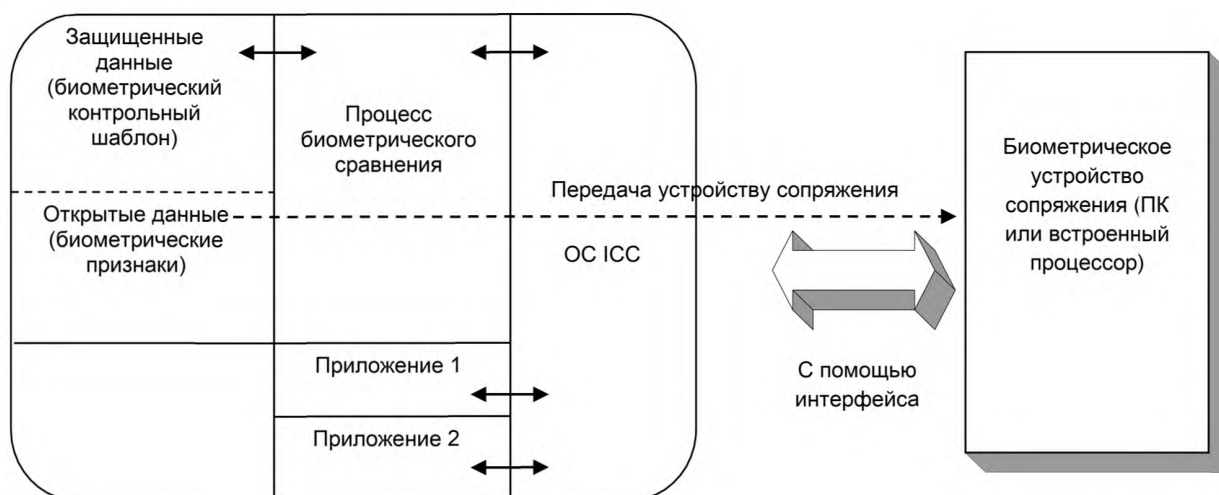 Защищенные
данные
(биометрический
контрольный
шаблон)
Открытые данные
(биометрические
признаки)
Процесс
биометрического
сравнения
Приложение 1
Приложение 2
ОС ICC
Передача устройству сопряжения
С помощью
интерфейса
Биометрическое
устройство
сопряжения (ПК
или встроенный
процессор)